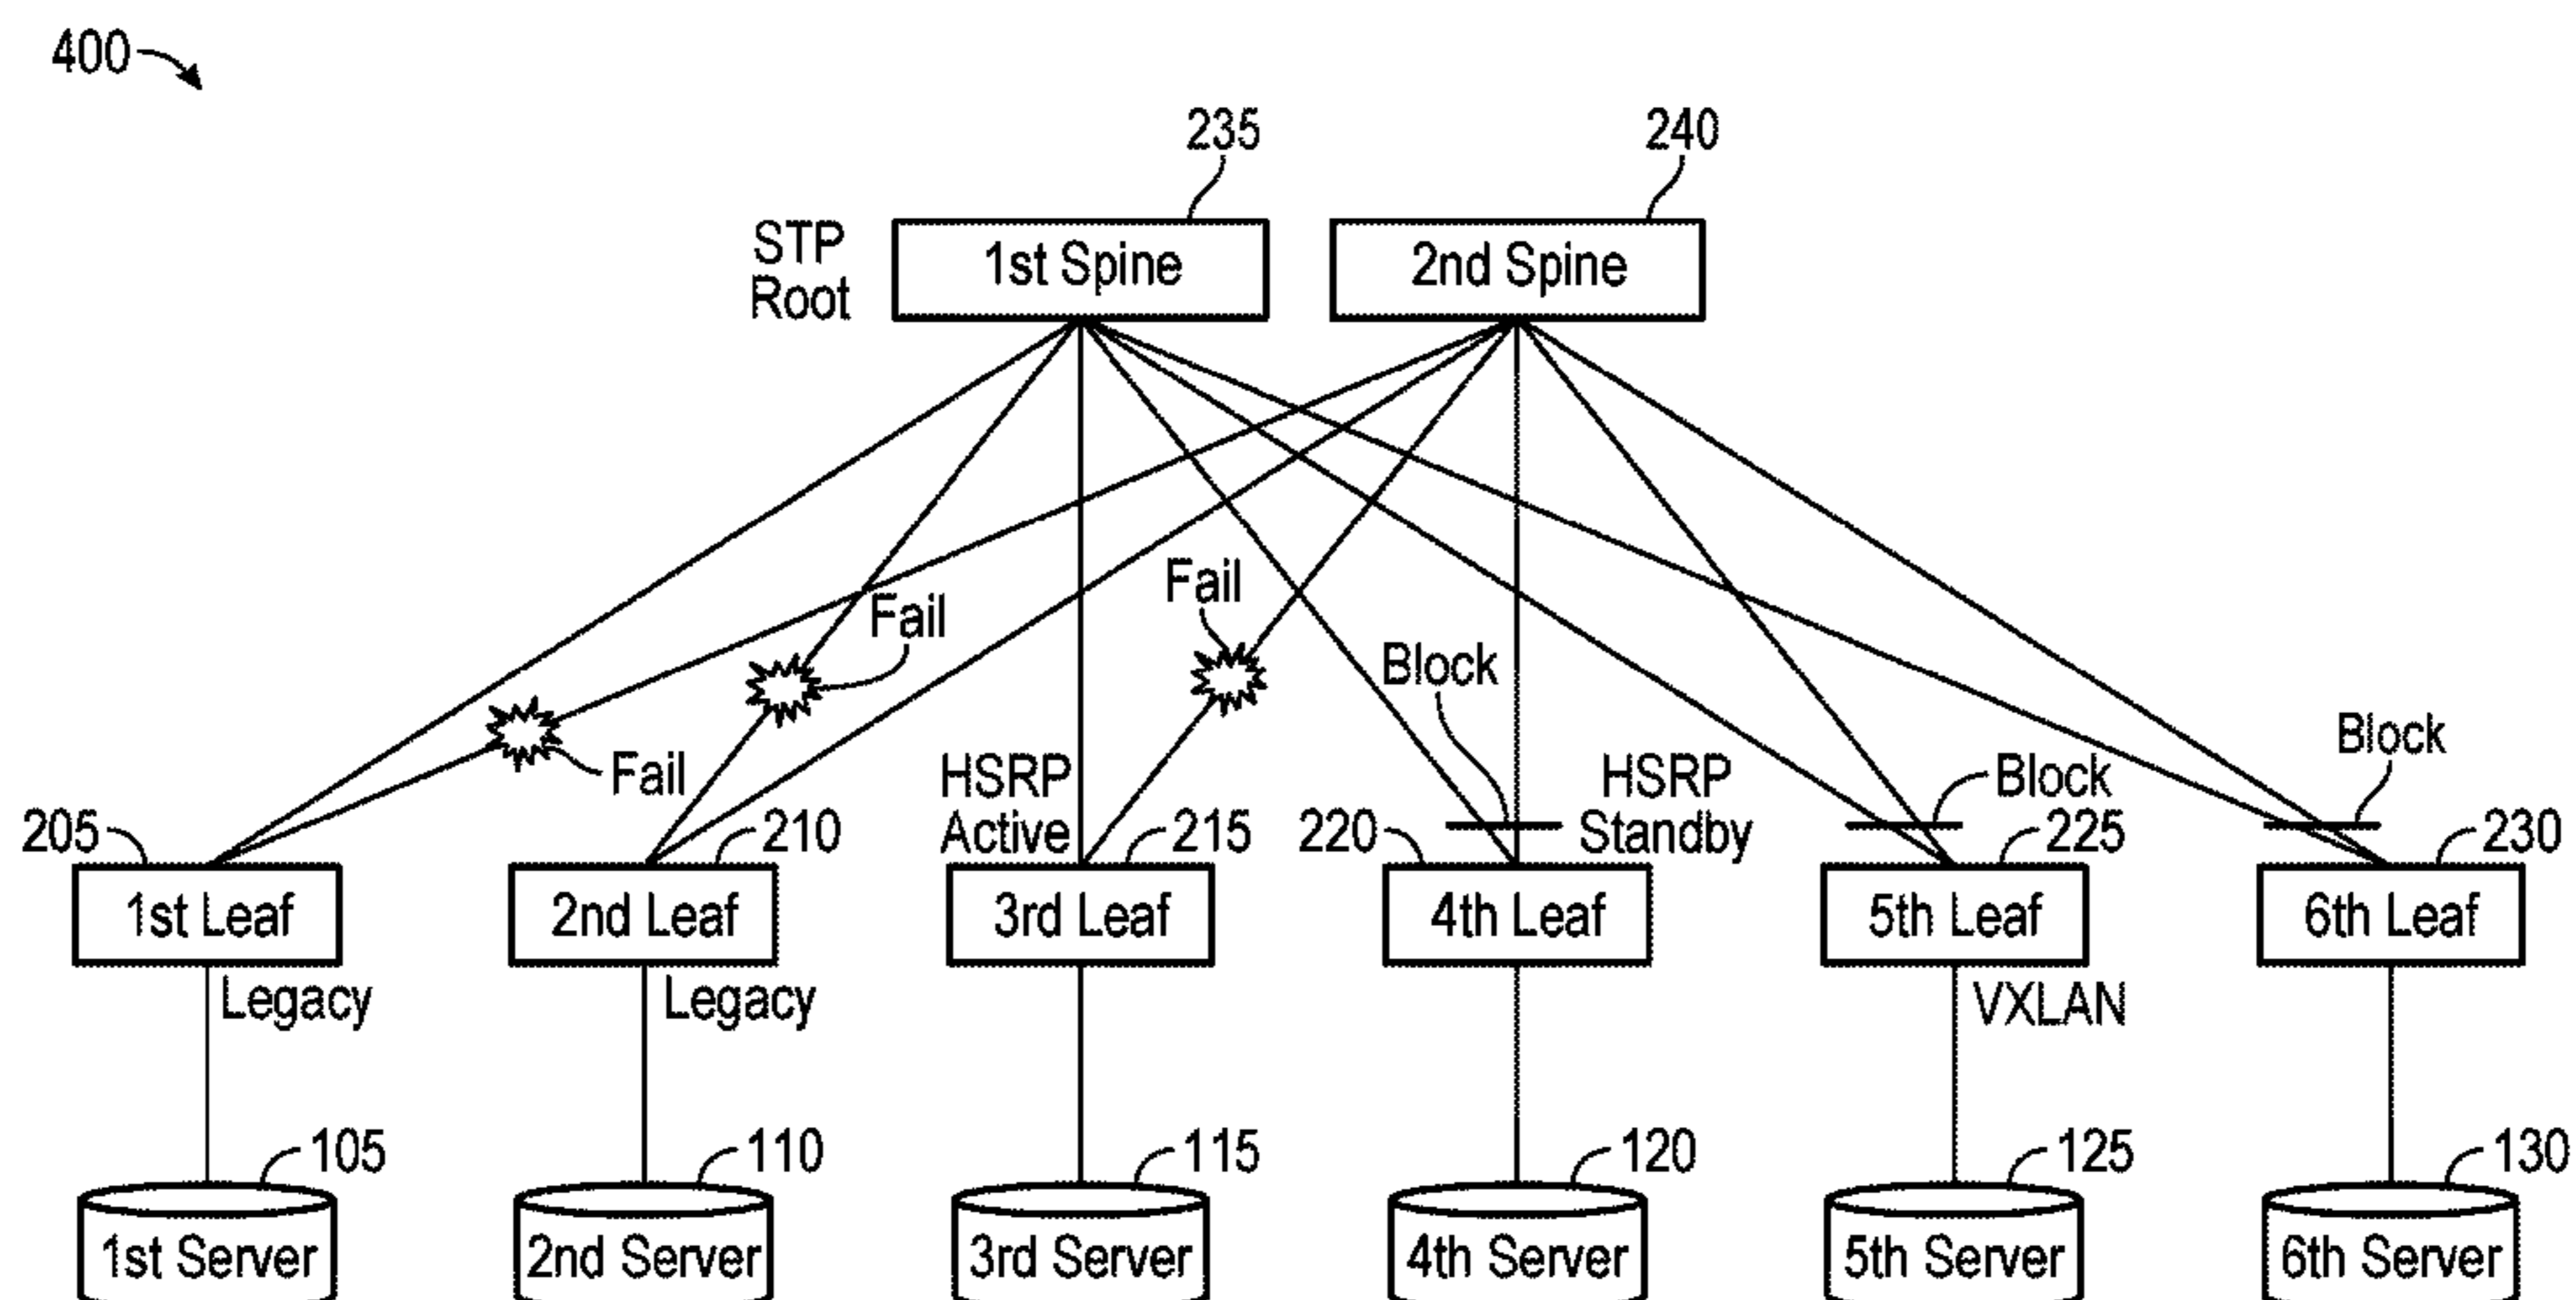 400
235
240
STP
Root
1st Spine
2nd Spine
Fail
Fail
Fail
Block
Block
Block
HSRP
Active
HSRP
Standby
205
210
215
220
225
230
1st Leaf
2nd Leaf
3rd Leaf
4th Leaf
5th Leaf
6th Leaf
Legacy
Legacy
VXLAN
105
110
115
120
125
130
1st Server
2nd Server
3rd Server
4th Server
5th Server
6th Server